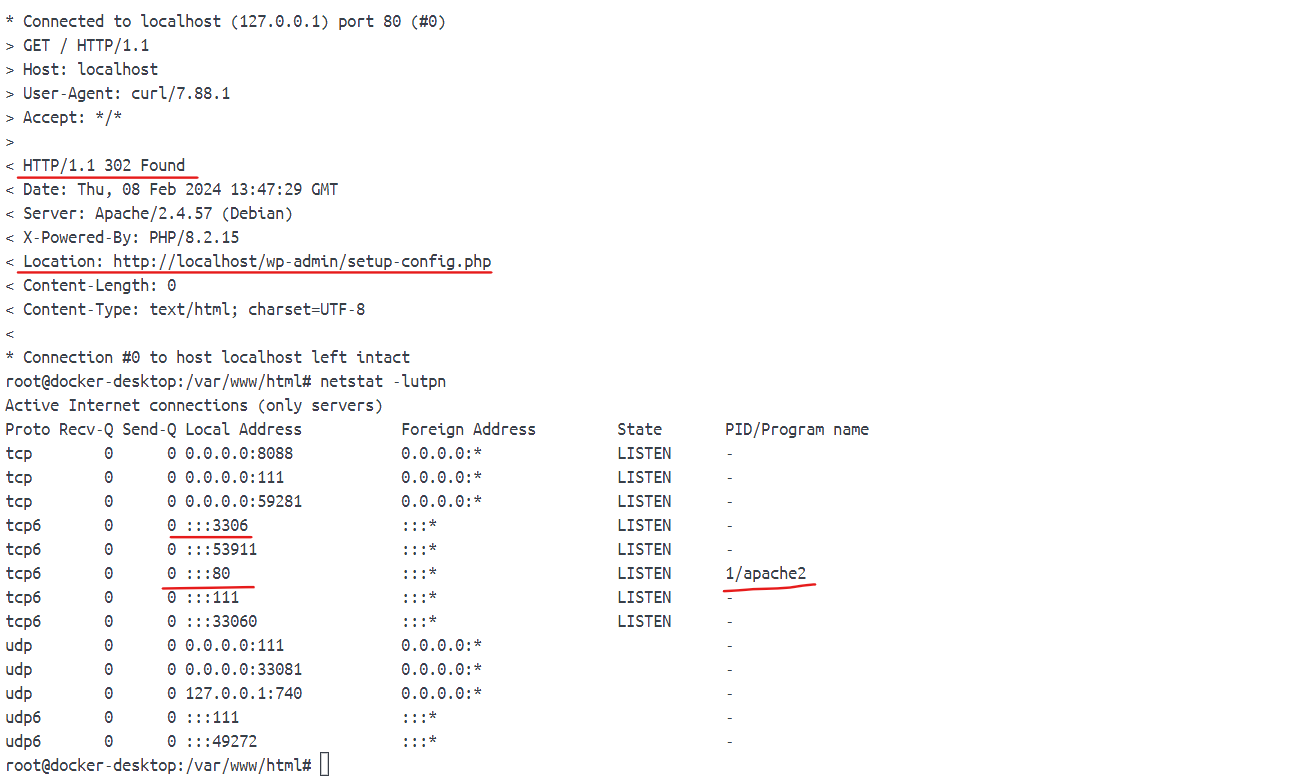 * Connected to localhost (127.0.0.1) port 80 (#0)
> GET / HTTP/1.1
> Host: localhost
> User-Agent: curl/7.88.1
> Accept: */*
>
< HTTP/1.1 302 Found
< Date: Thu, 08 Feb 2024 13:47:29 GMT
< Server: Apache/2.4.57 (Debian)
< X-Powered-By: PHP/8.2.15
< Location: http://localhost/wp-admin/setup-config.php
< Content-Length: 0
< Content-Type: text/html; charset=UTF-8
<
* Connection #0 to host localhost left intact
root@docker-desktop:/var/www/html# netstat -lutpn
Active Internet connections (only servers)
Proto Recv-Q Send-Q Local Address           Foreign Address         State       PID/Program name
tcp        0      0 0.0.0.0:8088            0.0.0.0:*               LISTEN      -
tcp        0      0 0.0.0.0:111             0.0.0.0:*               LISTEN      -
tcp        0      0 0.0.0.0:59281           0.0.0.0:*               LISTEN      -
tcp6       0      0 :::3306                 :::*                    LISTEN      -
tcp6       0      0 :::53911                :::*                    LISTEN      -
tcp6       0      0 :::80                   :::*                    LISTEN      1/apache2
tcp6       0      0 :::111                  :::*                    LISTEN      -
tcp6       0      0 :::33060                :::*                    LISTEN      -
udp        0      0 0.0.0.0:111             0.0.0.0:*                           -
udp        0      0 0.0.0.0:33081           0.0.0.0:*                           -
udp        0      0 127.0.0.1:740           0.0.0.0:*                           -
udp6       0      0 :::111                  :::*                                -
udp6       0      0 :::49272                :::*                                -
root@docker-desktop:/var/www/html#